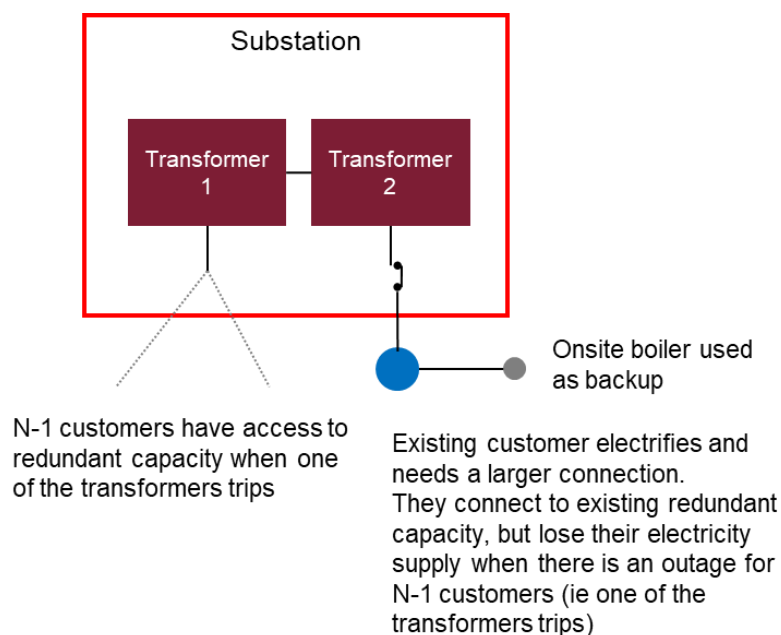 Substation
Transformer
1
Transformer
2
Onsite boiler used
as backup
N-1 customers have access to
redundant capacity when one
of the transformers trips
Existing customer electrifies and
needs a larger connection.
They connect to existing redundant
capacity, but lose their electricity
supply when there is an outage for
N-1 customers (ie one of the
transformers trips)